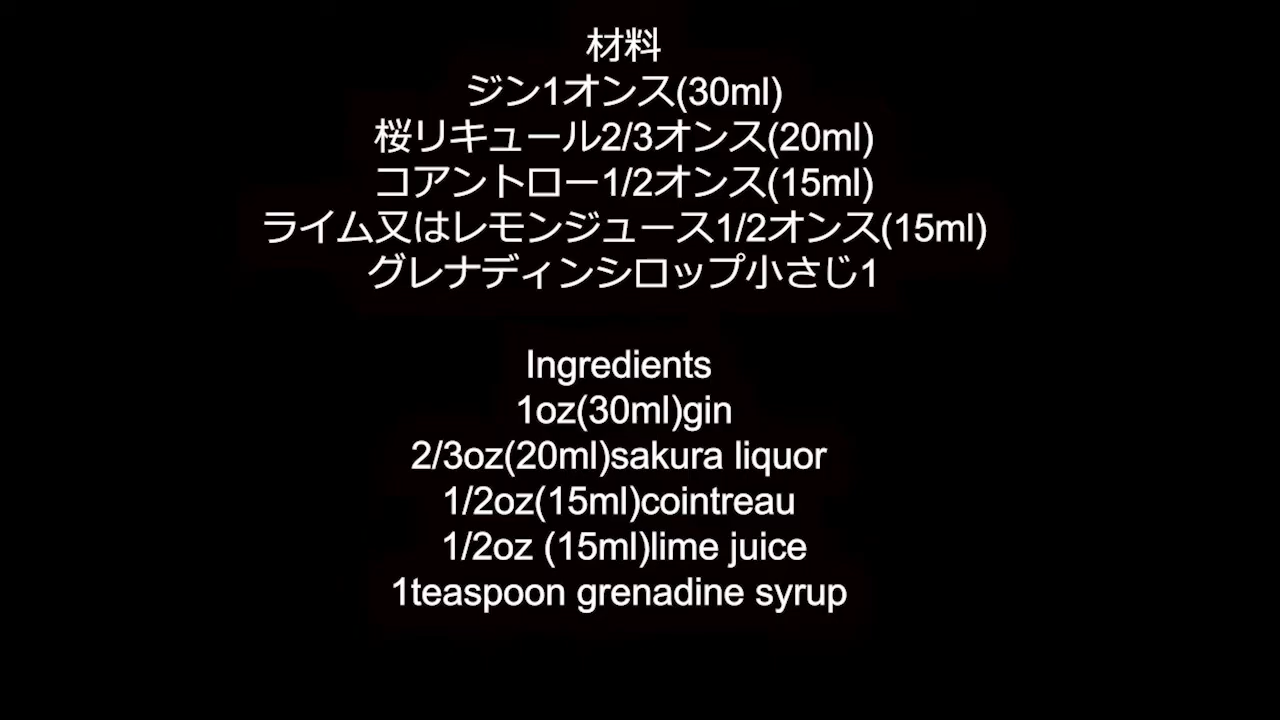 材料
ジン1オンス(30ml)
桜リキュール2/3オンス(20ml)
コアントロー1/2オンス(15ml)
ライム又はレモンジュース1/2オンス(15ml)
グレナディンシロップ小さじ1
Ingredients
1oz(30ml)gin
2/3oz(20ml)sakura liquor
1/2oz(15ml)cointreau
1/2oz (15ml)lime juice
1teaspoon grenadine syrup